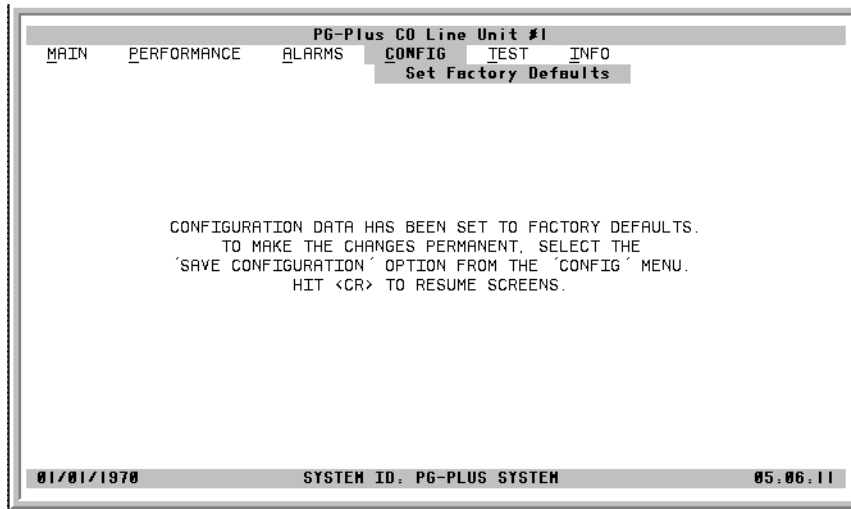 PG-Plus CO Line Unit #1
MAIN PERFORMANCE ALARMS CONFIG TEST INFO
Set Factory Defaults
CONFIGURATION DATA HAS BEEN SET TO FACTORY DEFAULTS.
TO MAKE THE CHANGES PERMANENT, SELECT THE
´SAVE CONFIGURATION´ OPTION FROM THE ´CONFIG´ MENU.
HIT <CR> TO RESUME SCREENS.
01/01/1970 SYSTEM ID: PG-PLUS SYSTEM 05:06:11